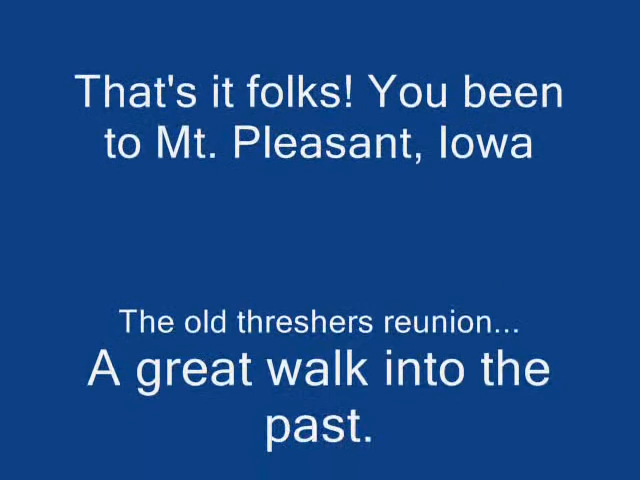 That's it folks! You been
to Mt. Pleasant, Iowa
The old threshers reunion...
A great walk into the
past.